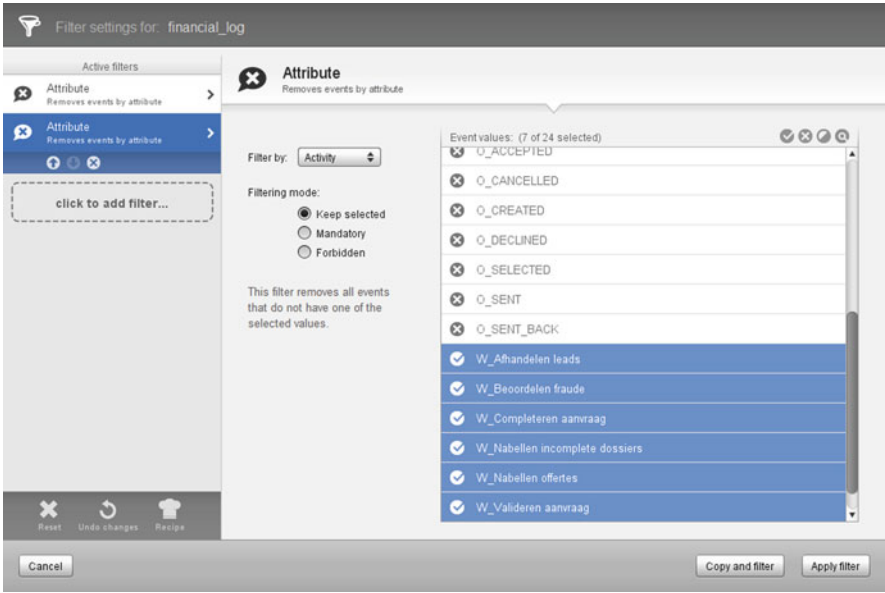 Filter settings for: financial_log
Active filters
Attribute
Removes events by attribute
Attribute
Removes events by attribute
click to add filter...
Reset
Undo changes
Recipe
Attribute
Removes events by attribute
Filter by:
Activity
Filtering mode:
Keep selected
Mandatory
Forbidden
This filter removes all events
that do not have one of the
selected values.
Event values: (7 of 24 selected)
O_ACCEPTED
O_CANCELLED
O_CREATED
O_DECLINED
O_SELECTED
O_SENT
O_SENT_BACK
W_Afhandelen leads
W_Beoordelen fraude
W_Completeren aanvraag
W_Nabellen incomplete dossiers
W_Nabellen offertes
W_Valideren aanvraag
Cancel
Copy and filter
Apply filter